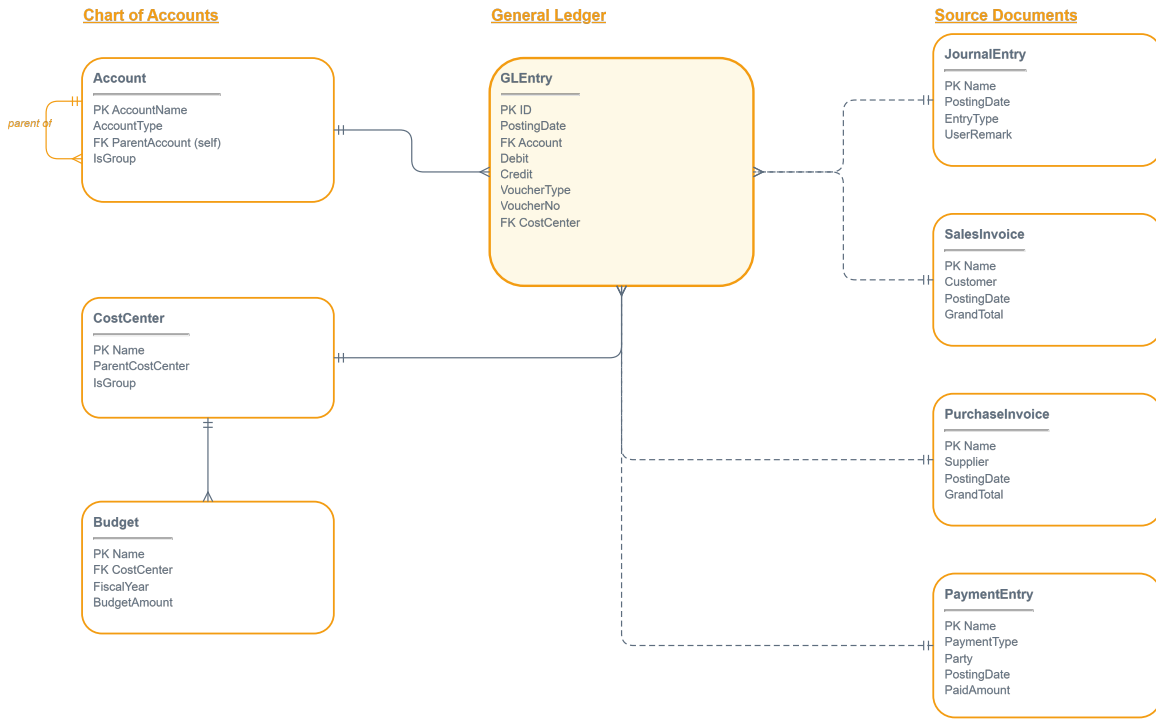 Chart of Accounts
General Ledger
Source Documents
Account
PK AccountName
AccountType
FK ParentAccount (self)
IsGroup
parent of
CostCenter
PK Name
ParentCostCenter
IsGroup
Budget
PK Name
FK CostCenter
FiscalYear
BudgetAmount
GLEntry
PK ID
PostingDate
FK Account
Debit
Credit
VoucherType
VoucherNo
FK CostCenter
JournalEntry
PK Name
PostingDate
EntryType
UserRemark
SalesInvoice
PK Name
Customer
PostingDate
GrandTotal
PurchaseInvoice
PK Name
Supplier
PostingDate
GrandTotal
PaymentEntry
PK Name
PaymentType
Party
PostingDate
PaidAmount